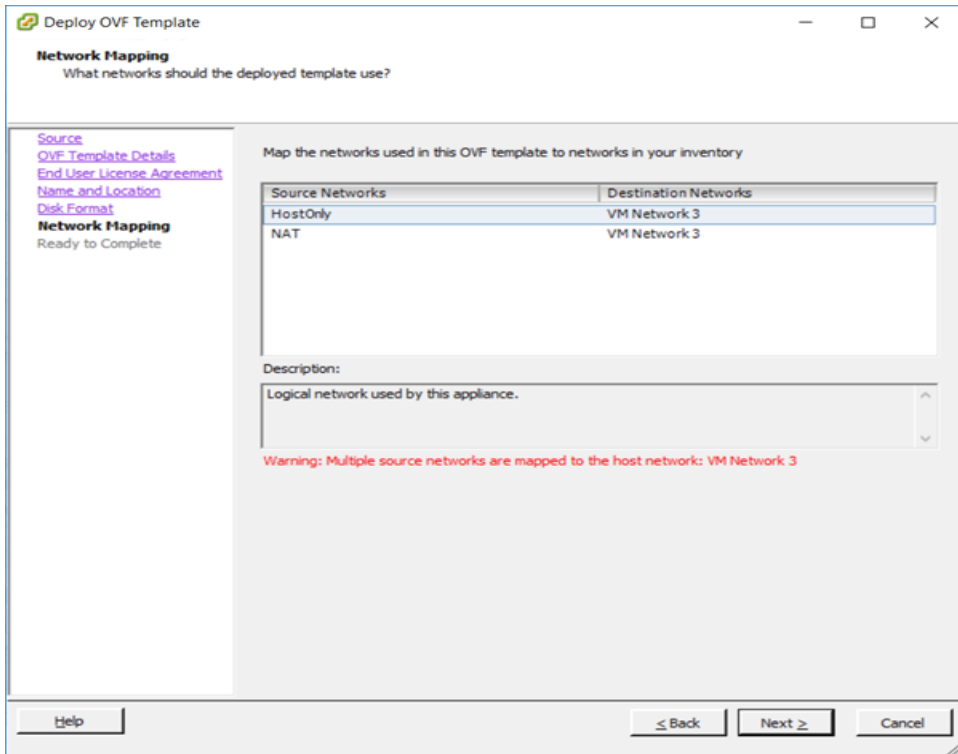 Deploy OVF Template
Network Mapping
What networks should the deployed template use?
Source
OVF Template Details
End User License Agreement
Name and Location
Disk Format
Network Mapping
Ready to Complete
Map the networks used in this OVF template to networks in your inventory
Source Networks Destination Networks
HostOnly VM Network 3
NAT VM Network 3
Description:
Logical network used by this appliance.
Warning: Multiple source networks are mapped to the host network: VM Network 3
Help
< Back
Next >
Cancel